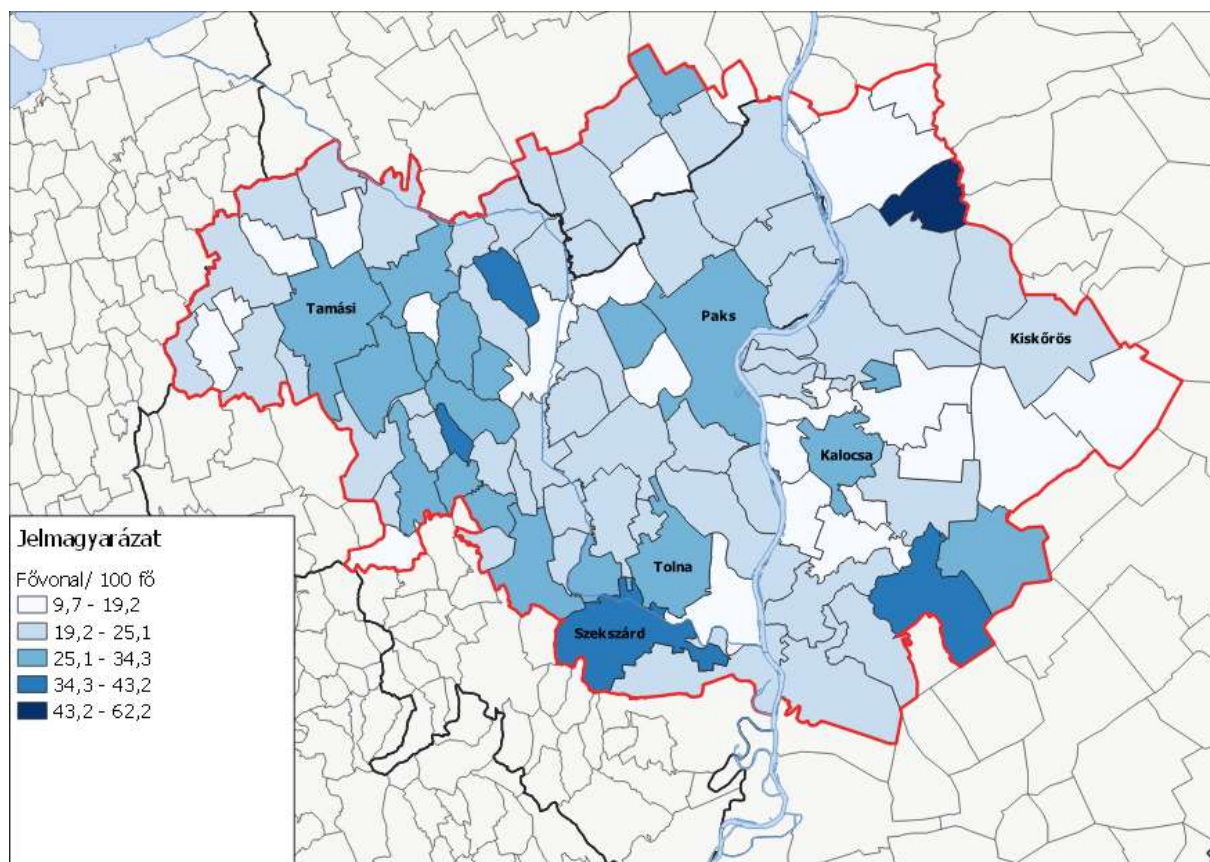 Tamási
Paks
Kiskőrös
Kalocsa
Tolna
Szekszárd
Jelmagyarázat
Fővonal/ 100 fő
9,7 - 19,2
19,2 - 25,1
25,1 - 34,3
34,3 - 43,2
43,2 - 62,2